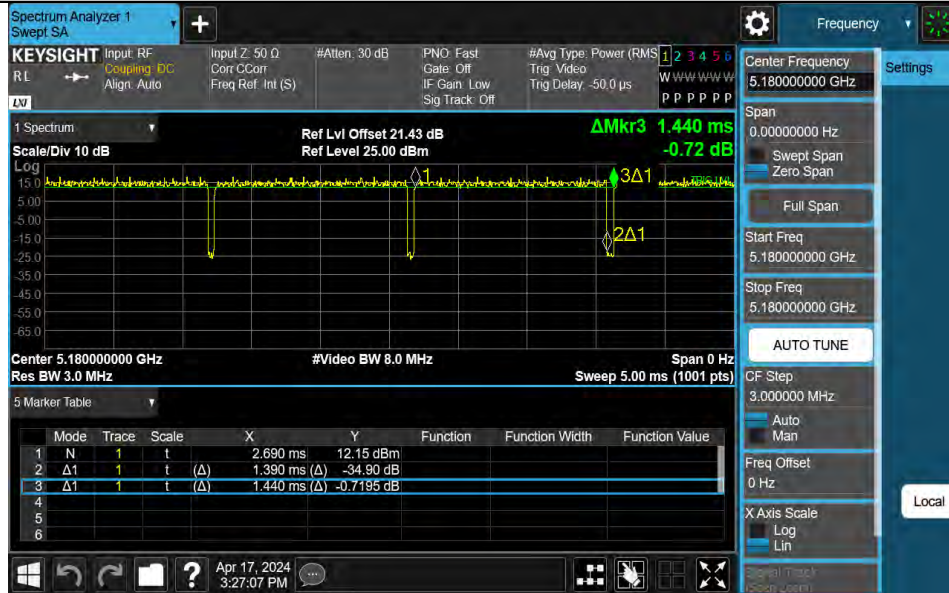 Spectrum Analyzer 1
Swept SA
Frequency
KEYSIGHT
R L
LXI
Input: RF
Coupling: DC
Align: Auto
Input Z: 50 Ω
Corr CCorr
Freq Ref: Int (S)
#Atten: 30 dB
PNO: Fast
Gate: Off
IF Gain: Low
Sig Track: Off
#Avg Type: Power (RMS
Trig: Video
Trig Delay: -50.0 µs
1 2 3 4 5 6
W W W W W W
P P P P P P
1 Spectrum
Scale/Div 10 dB
Ref Lvl Offset 21.43 dB
Ref Level 25.00 dBm
ΔMkr3 1.440 ms
-0.72 dB
Log
15.0
5.00
-5.00
-15.0
-25.0
-35.0
-45.0
-55.0
-65.0
1
3Δ1
2Δ1
TRIG LVL
Center 5.180000000 GHz
Res BW 3.0 MHz
#Video BW 8.0 MHz
Span 0 Hz
Sweep 5.00 ms (1001 pts)
5 Marker Table
Mode Trace Scale X Y Function Function Width Function Value
1 N 1 t 2.690 ms 12.15 dBm
2 Δ1 1 t (Δ) 1.390 ms (Δ) -34.90 dB
3 Δ1 1 t (Δ) 1.440 ms (Δ) -0.7195 dB
4
5
6
Apr 17, 2024
3:27:07 PM
Center Frequency
5.180000000 GHz
Span
0.00000000 Hz
Swept Span
Zero Span
Full Span
Start Freq
5.180000000 GHz
Stop Freq
5.180000000 GHz
AUTO TUNE
CF Step
3.000000 MHz
Auto
Man
Freq Offset
0 Hz
X Axis Scale
Log
Lin
Signal Track
(Span Zoom)
Settings
Local